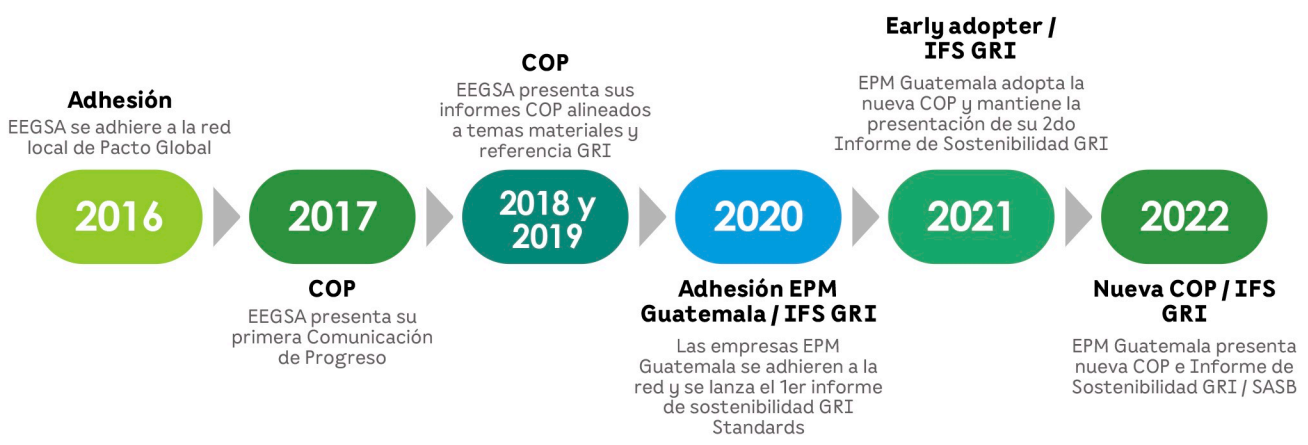 Adhesión
EEGSA se adhiere a la red
local de Pacto Global
2016
2017
COP
EEGSA presenta su
primera Comunicación
de Progreso
COP
EEGSA presenta sus
informes COP alineados
a temas materiales y
referencia GRI
2018 y
2019
2020
Adhesión EPM
Guatemala / IFS GRI
Las empresas EPM
Guatemala se adhieren a la
red y se lanza el 1er informe
de sostenibilidad GRI
Standards
Early adopter /
IFS GRI
EPM Guatemala adopta la
nueva COP y mantiene la
presentación de su 2do
Informe de Sostenibilidad GRI
2021
2022
Nueva COP / IFS
GRI
EPM Guatemala presenta
nueva COP e Informe de
Sostenibilidad GRI / SASB